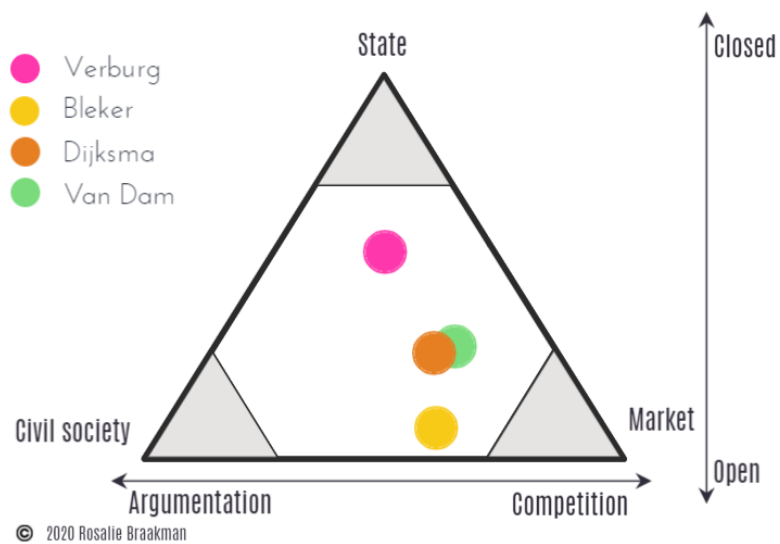 State
Closed
Verburg
Bleker
Dijksma
Van Dam
Civil society
Market
Open
Argumentation
Competition
© 2020 Rosalie Braakman